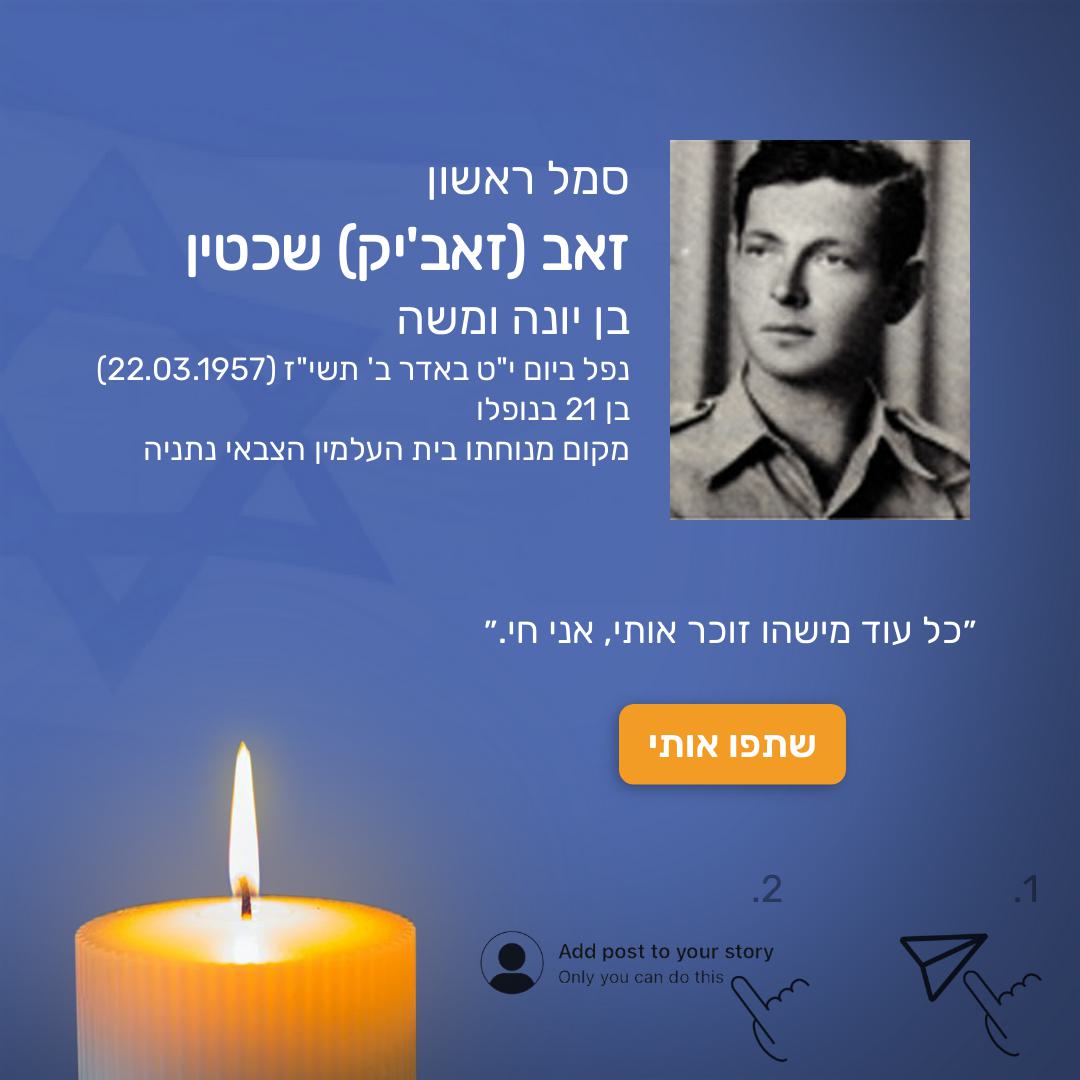 סמל ראשון
זאב (זאב'יק) שכטין
בן יונה ומשה
נפל ביום י"ט באדר ב' תשי"ז (22.03.1957)
בן 21 בנופלו
מקום מנוחתו בית העלמין הצבאי נתניה
״כל עוד מישהו זוכר אותי, אני חי.״
שתפו אותי
1.
2.
Add post to your story
Only you can do this